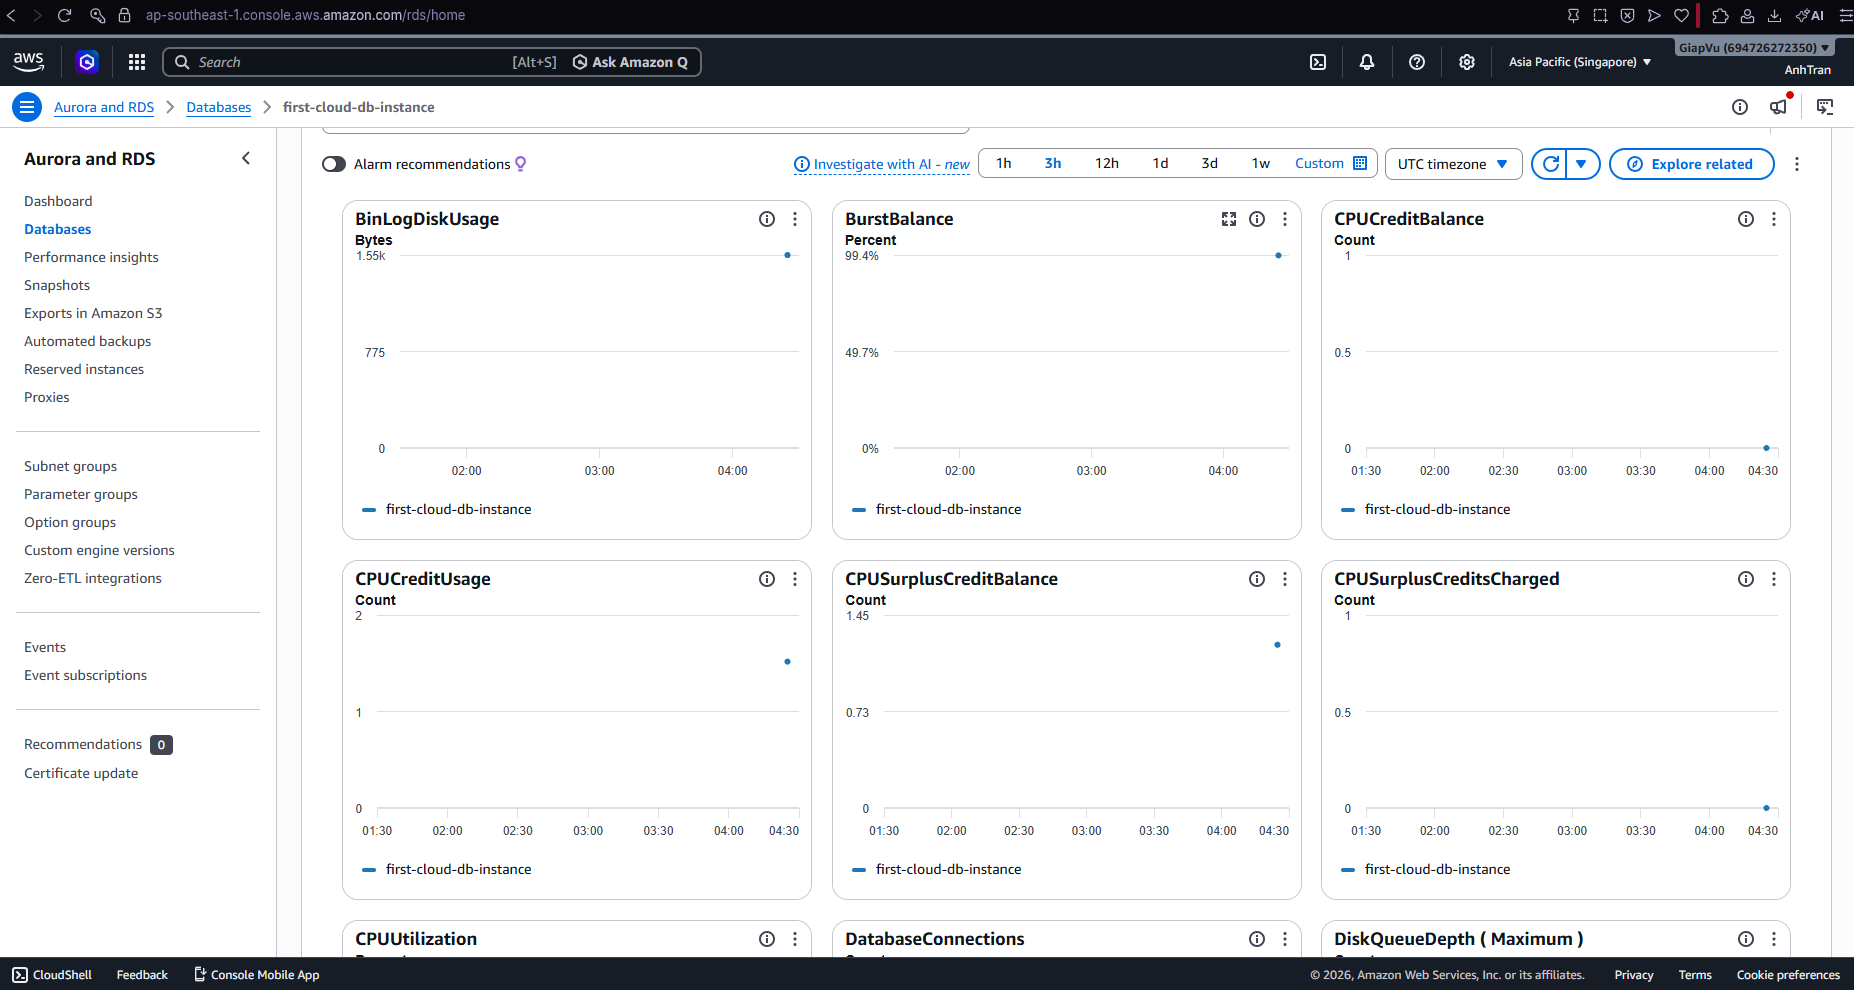 ap-southeast-1.console.aws.amazon.com/rds/home
AI
aws
Search
[Alt+S]
Ask Amazon Q
Asia Pacific (Singapore)
GiapVu (694726272350)
AnhTran
Aurora and RDS
Databases
first-cloud-db-instance
Aurora and RDS
Dashboard
Databases
Performance insights
Snapshots
Exports in Amazon S3
Automated backups
Reserved instances
Proxies
Subnet groups
Parameter groups
Option groups
Custom engine versions
Zero-ETL integrations
Events
Event subscriptions
Recommendations 0
Certificate update
Alarm recommendations
Investigate with AI - new
1h 3h 12h 1d 3d 1w Custom
UTC timezone
Explore related
BinLogDiskUsage
Bytes
1.55k
775
0
02:00 03:00 04:00
first-cloud-db-instance
BurstBalance
Percent
99.4%
49.7%
0%
02:00 03:00 04:00
first-cloud-db-instance
CPUCreditBalance
Count
1
0.5
0
01:30 02:00 02:30 03:00 03:30 04:00 04:30
first-cloud-db-instance
CPUCreditUsage
Count
2
1
0
01:30 02:00 02:30 03:00 03:30 04:00 04:30
first-cloud-db-instance
CPUSurplusCreditBalance
Count
1.45
0.73
0
01:30 02:00 02:30 03:00 03:30 04:00 04:30
first-cloud-db-instance
CPUSurplusCreditsCharged
Count
1
0.5
0
01:30 02:00 02:30 03:00 03:30 04:00 04:30
first-cloud-db-instance
CPUUtilization
DatabaseConnections
DiskQueueDepth ( Maximum )
CloudShell
Feedback
Console Mobile App
© 2026, Amazon Web Services, Inc. or its affiliates.
Privacy
Terms
Cookie preferences